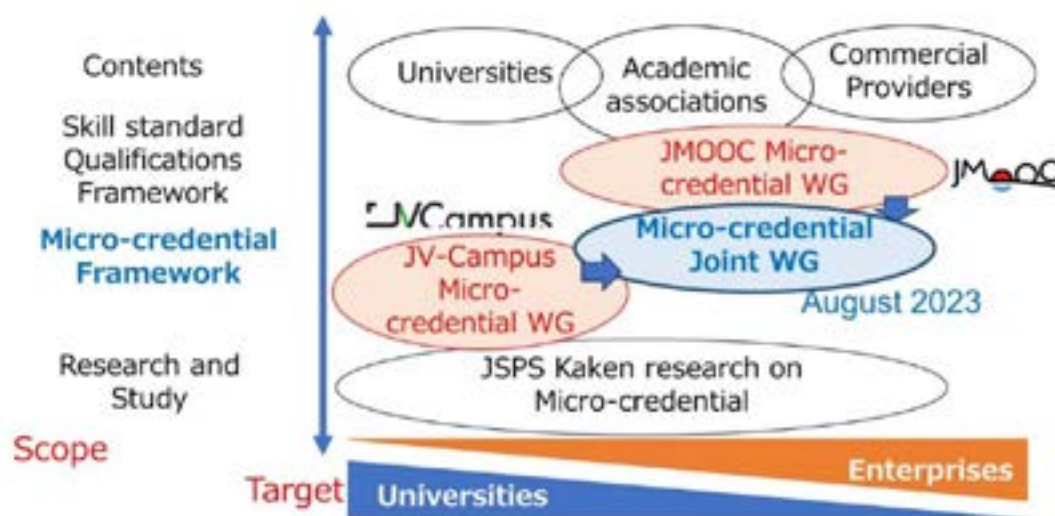 Contents
Universities
Academic
associations
Commercial
Providers
Skill standard
Qualifications
Framework
JMOOC Micro-
credential WG
JMOOC
JVCampus
Micro-credential
Framework
Micro-credential
Joint WG
JV-Campus
Micro-
credential WG
August 2023
Research and
Study
JSPS Kaken research on
Micro-credential
Scope
Enterprises
Target
Universities